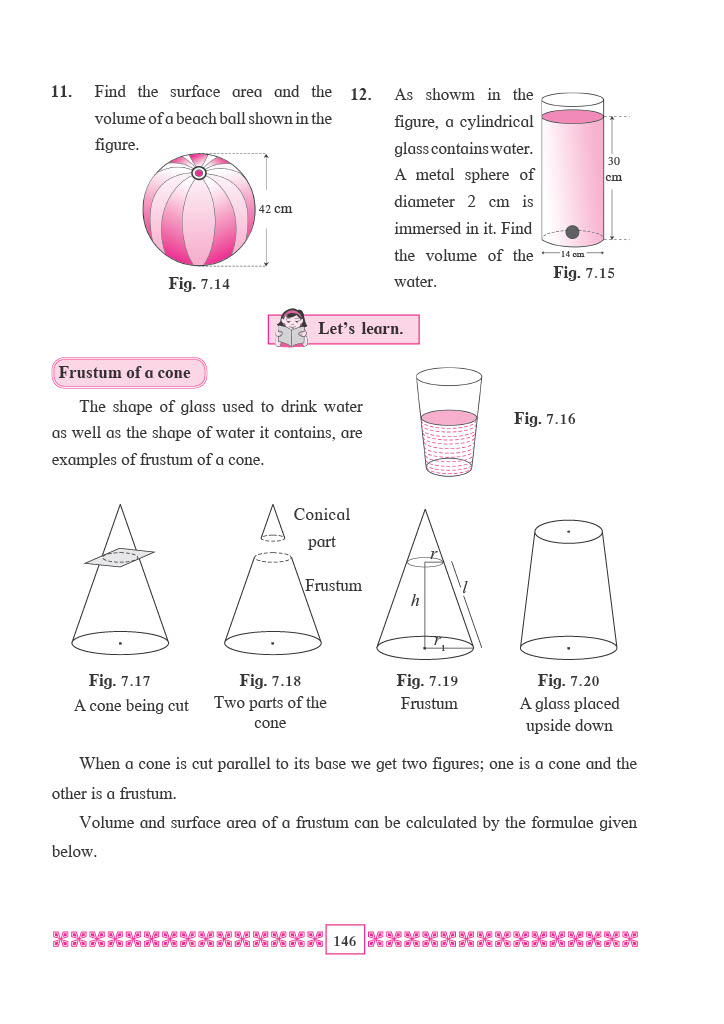 11. Find the surface area and the
volume of a beach ball shown in the
figure.
42 cm
Fig. 7.14
12. As showm in the
figure, a cylindrical
glass contains water.
A metal sphere of
diameter 2 cm is
immersed in it. Find
the volume of the
water.
30
cm
14 cm
Fig. 7.15
Let's learn.
Frustum of a cone
The shape of glass used to drink water
as well as the shape of water it contains, are
examples of frustum of a cone.
Fig. 7.16
Conical
part
Frustum
r
h
l
r1
Fig. 7.17
A cone being cut
Fig. 7.18
Two parts of the
cone
Fig. 7.19
Frustum
Fig. 7.20
A glass placed
upside down
When a cone is cut parallel to its base we get two figures; one is a cone and the
other is a frustum.
Volume and surface area of a frustum can be calculated by the formulae given
below.
146